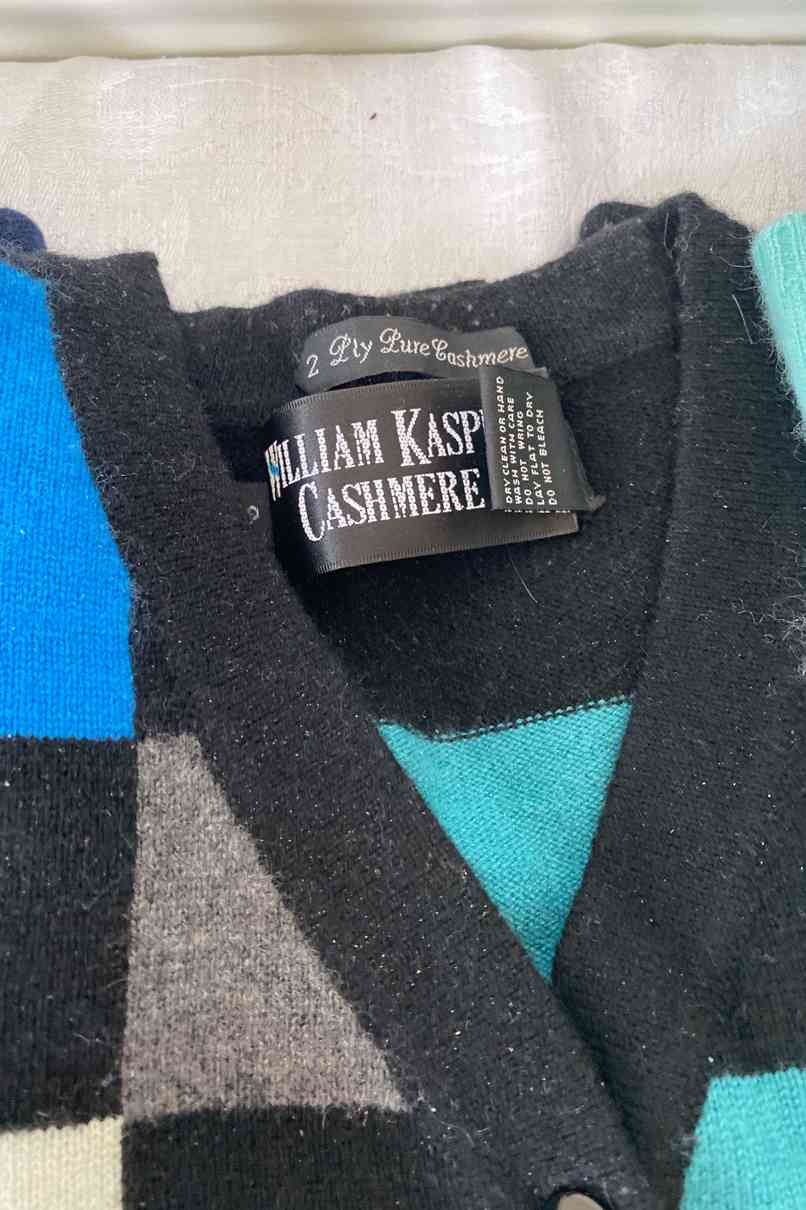 2 Ply Pure Cashmere
WILLIAM KASP
CASHMERE
DRY CLEAN OR HAND
WASH WITH CARE
DO NOT WRING
LAY FLAT TO DRY
DO NOT BLEACH